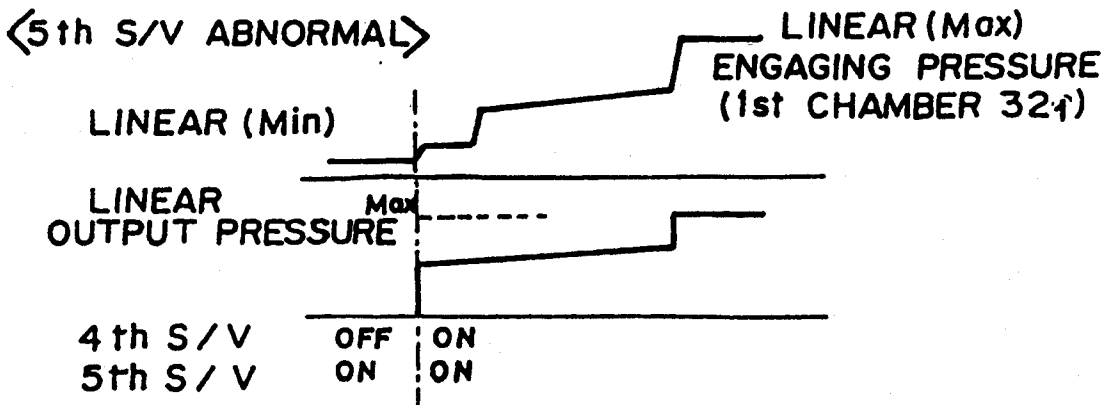 <5th S/V ABNORMAL>
LINEAR (Max)
ENGAGING PRESSURE
(1st CHAMBER 32f)
LINEAR (Min)
LINEAR
OUTPUT PRESSURE
Max
4th S/V OFF ON
5th S/V ON ON